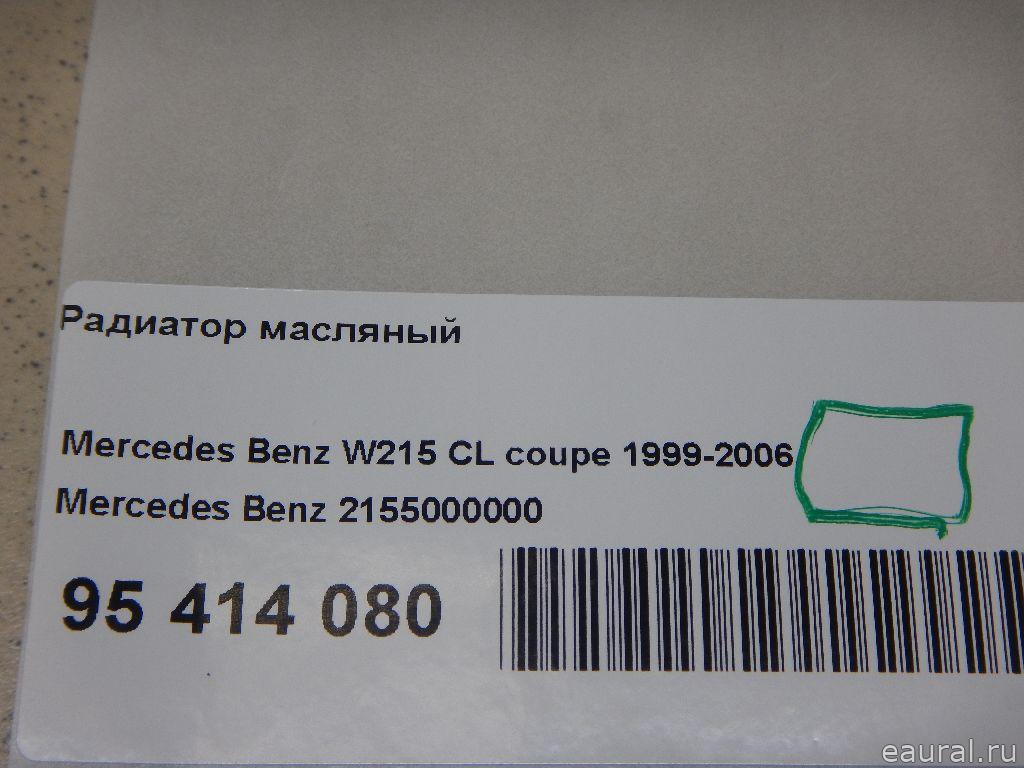 Радиатор масляный
Mercedes Benz W215 CL coupe 1999-2006
Mercedes Benz 2155000000
95 414 080
eaural.ru